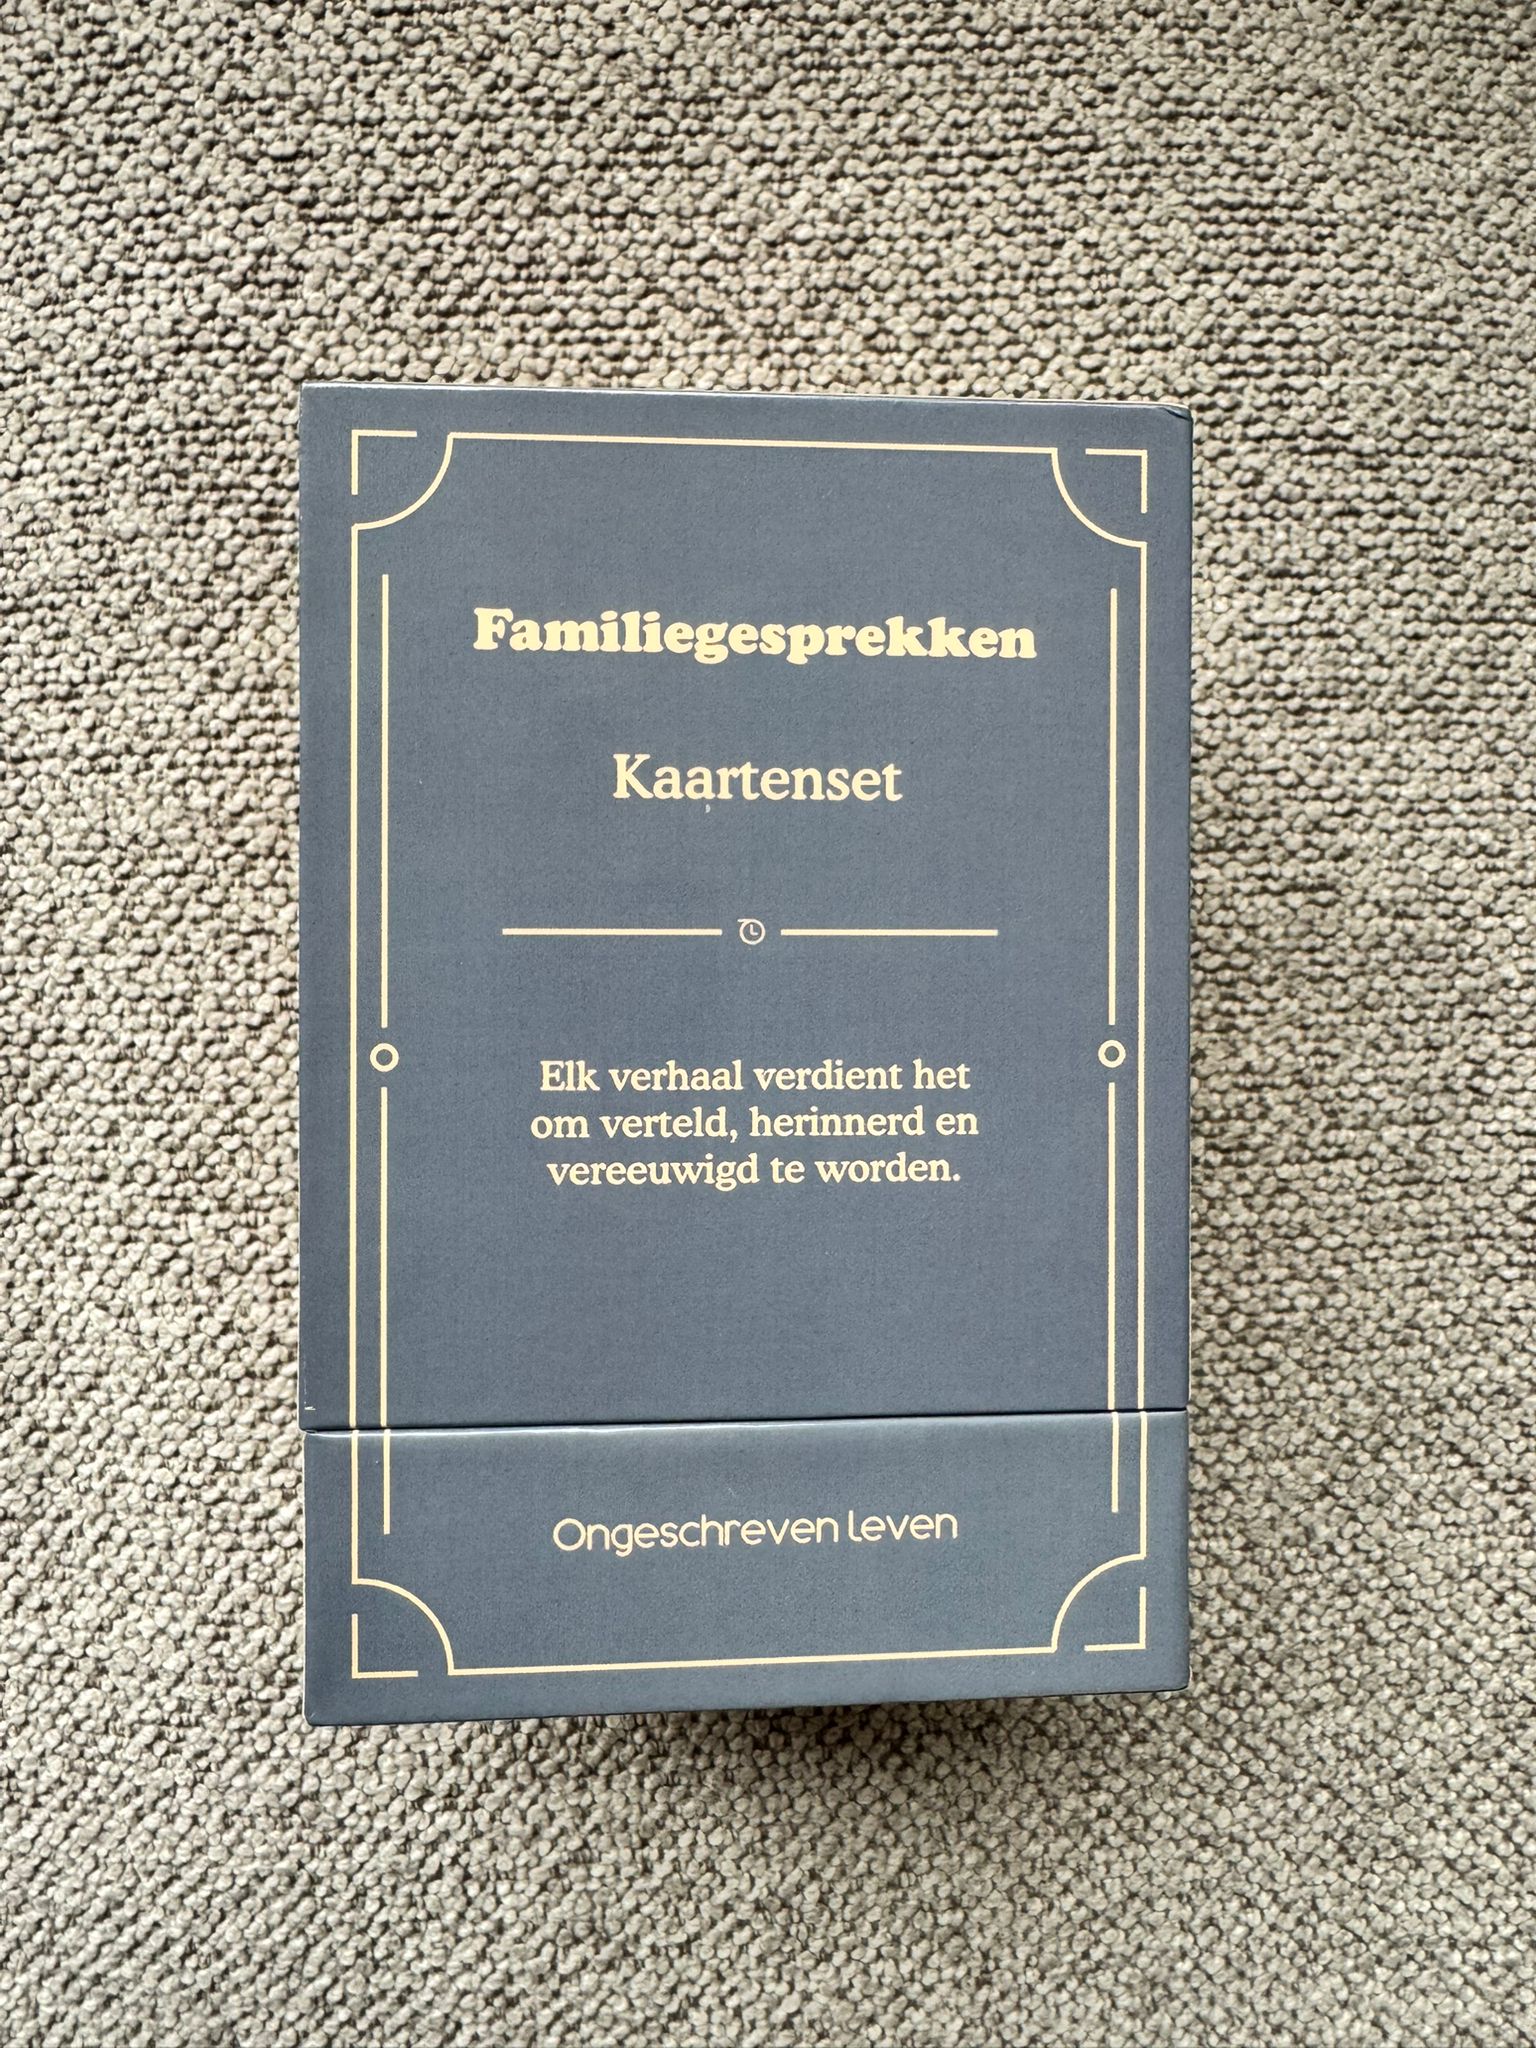 Familiegesprekken
Kaartenset
Elk verhaal verdient het
om verteld, herinnerd en
vereeuwigd te worden.
Ongeschreven Leven